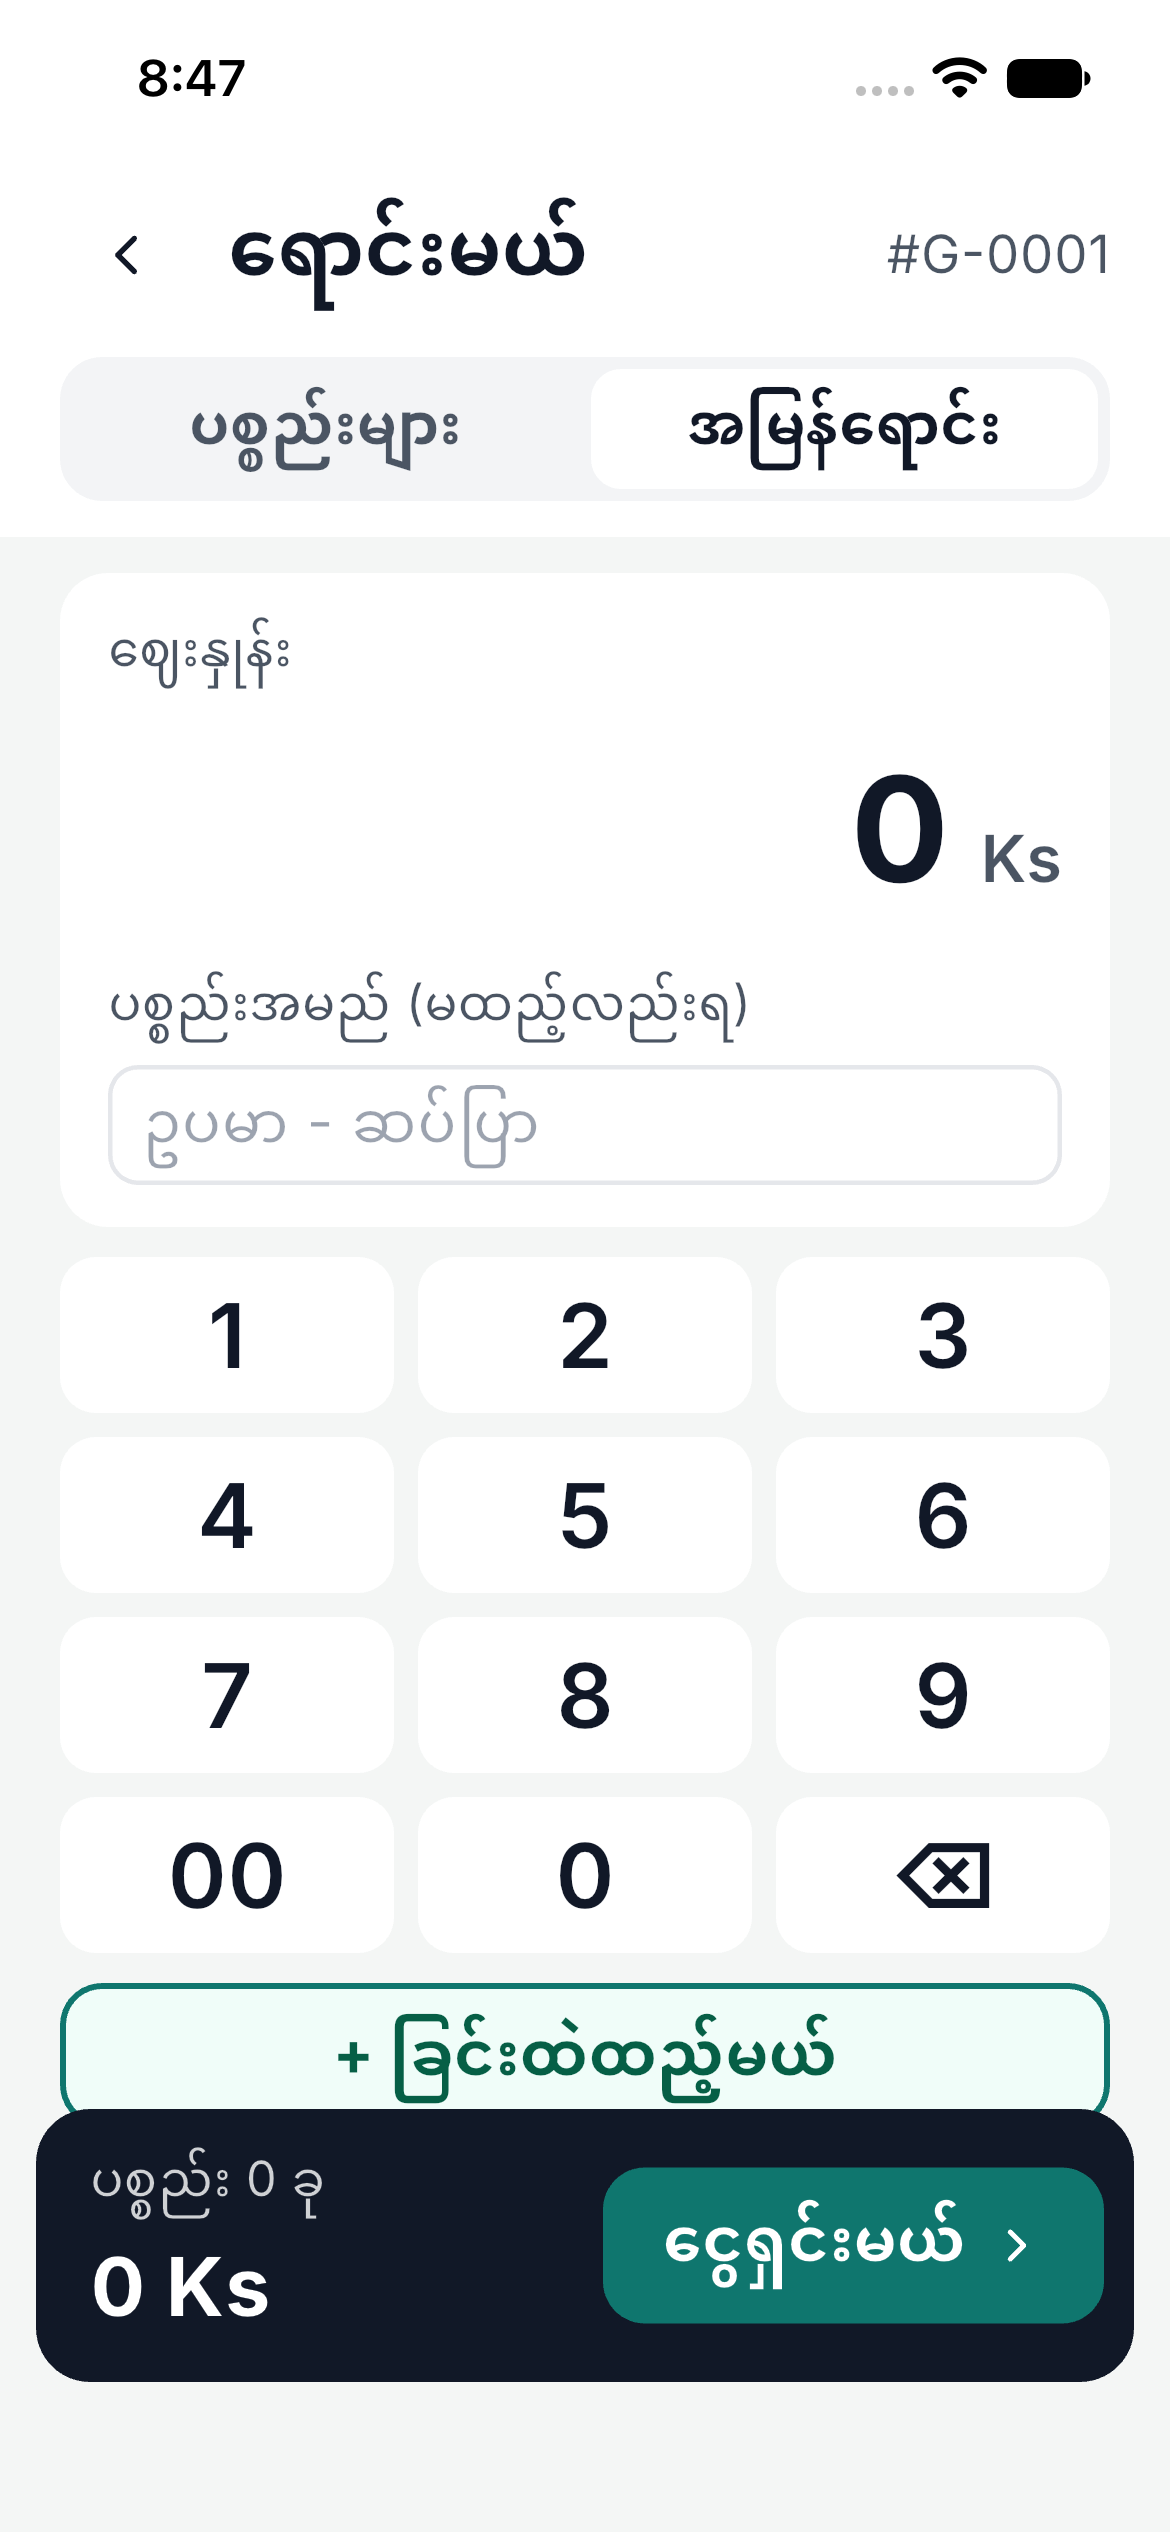 8:47
ရောင်းမယ်
#G-0001
ပစ္စည်းများ
အမြန်ရောင်း
ဈေးနှုန်း
0 Ks
ပစ္စည်းအမည် (မထည့်လည်းရ)
ဥပမာ - ဆပ်ပြာ
1
2
3
4
5
6
7
8
9
00
0
+ ခြင်းထဲထည့်မယ်
ပစ္စည်း 0 ခု
0 Ks
ငွေရှင်းမယ်